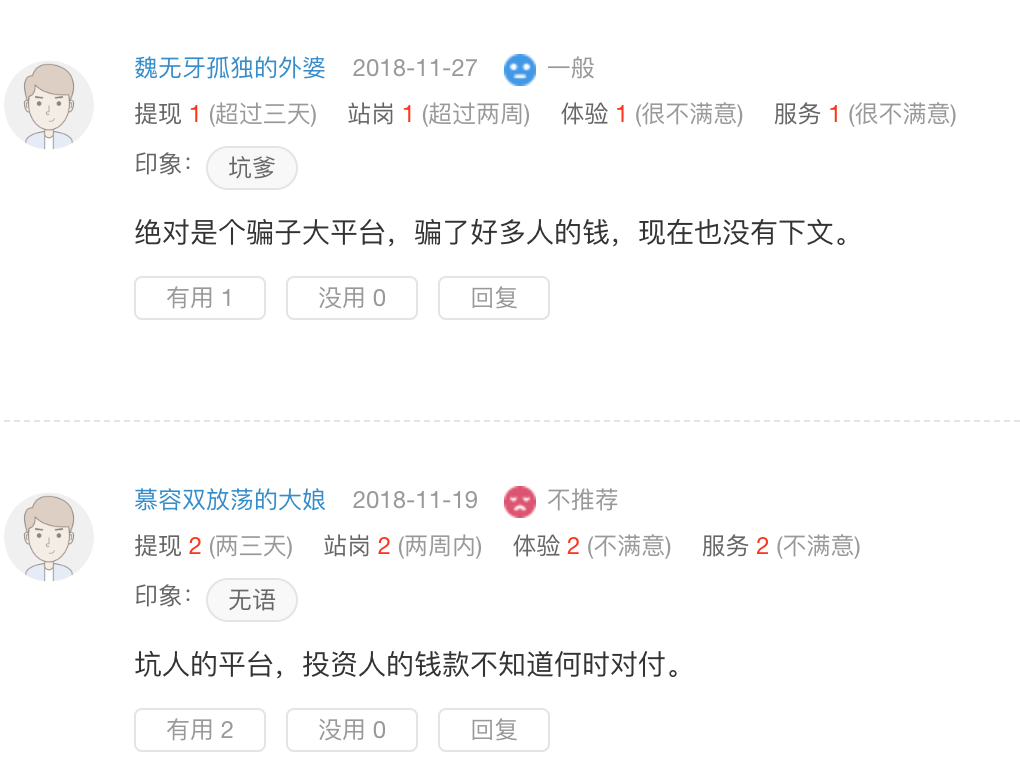 魏无牙孤独的外婆 2018-11-27 一般
提现 1 (超过三天) 站岗 1 (超过两周) 体验 1 (很不满意) 服务 1 (很不满意)
印象: 坑爹
绝对是个骗子大平台，骗了好多人的钱，现在也没有下文。
有用 1 没用 0 回复
慕容双放荡的大娘 2018-11-19 不推荐
提现 2 (两三天) 站岗 2 (两周内) 体验 2 (不满意) 服务 2 (不满意)
印象: 无语
坑人的平台，投资人的钱款不知道何时对付。
有用 2 没用 0 回复